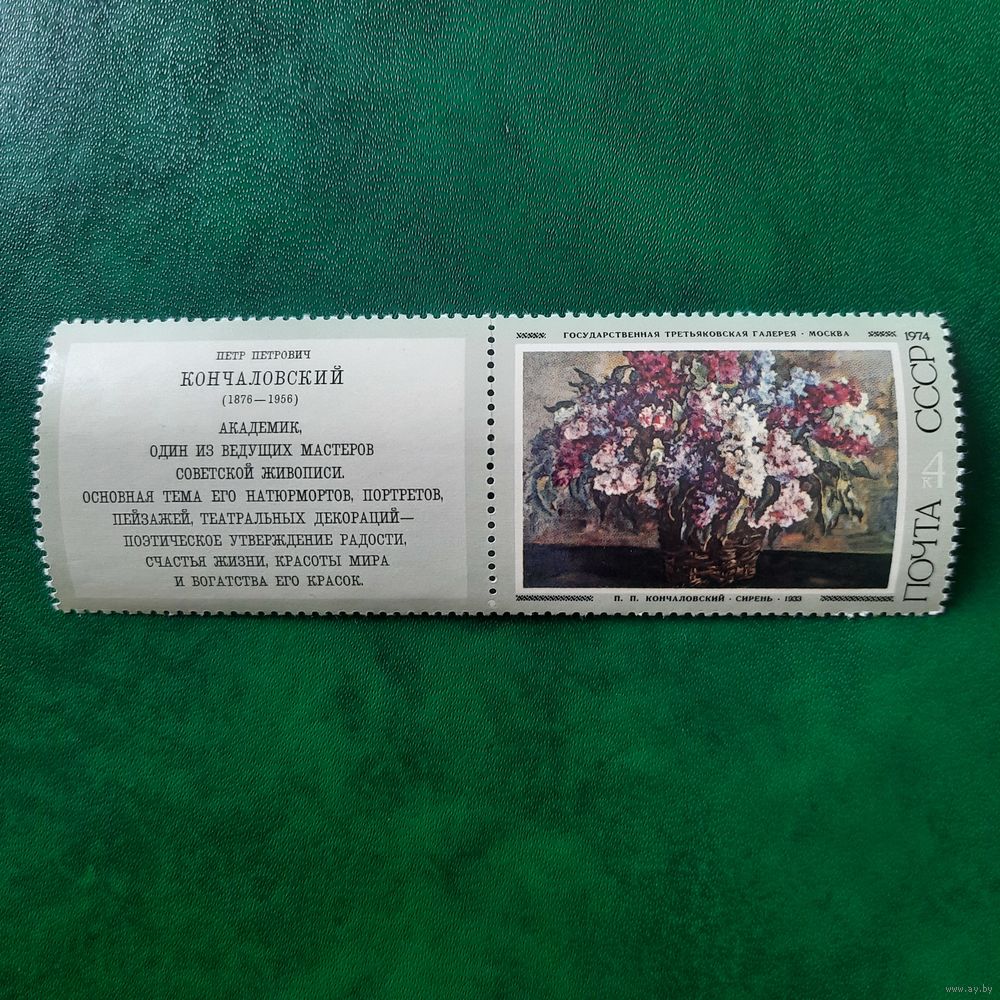 ПЕТР ПЕТРОВИЧ
КОНЧАЛОВСКИЙ
(1876—1956)
АКАДЕМИК,
ОДИН ИЗ ВЕДУЩИХ МАСТЕРОВ
СОВЕТСКОЙ ЖИВОПИСИ.
ОСНОВНАЯ ТЕМА ЕГО НАТЮРМОРТОВ, ПОРТРЕТОВ,
ПЕЙЗАЖЕЙ, ТЕАТРАЛЬНЫХ ДЕКОРАЦИЙ—
ПОЭТИЧЕСКОЕ УТВЕРЖДЕНИЕ РАДОСТИ,
СЧАСТЬЯ ЖИЗНИ, КРАСОТЫ МИРА
И БОГАТСТВА ЕГО КРАСОК.
ГОСУДАРСТВЕННАЯ ТРЕТЬЯКОВСКАЯ ГАЛЕРЕЯ · МОСКВА
1974
ПОЧТА 4к СССР
П. П. КОНЧАЛОВСКИЙ · СИРЕНЬ · 1933
www.ay.by